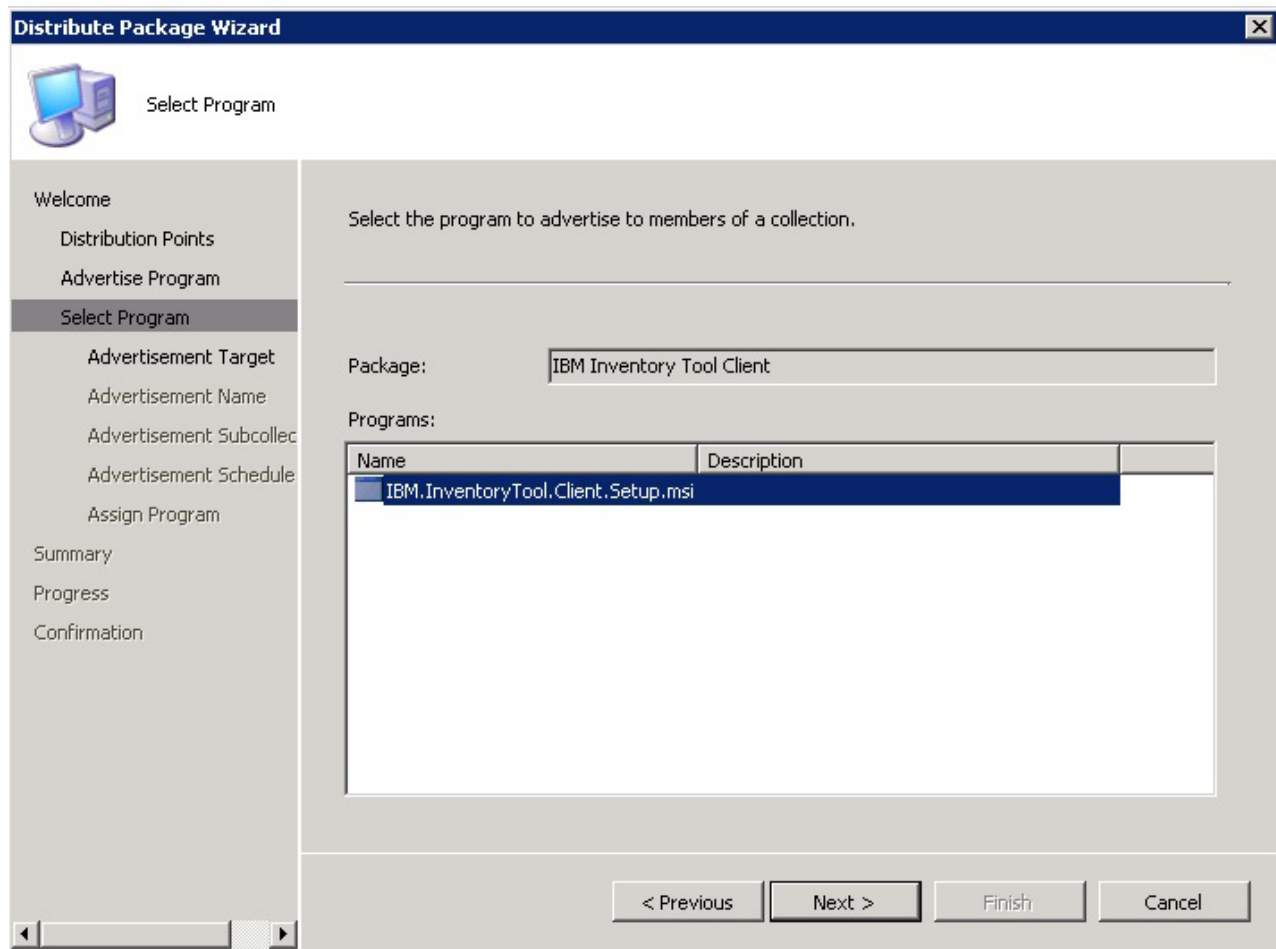 Distribute Package Wizard
Select Program
Welcome
Distribution Points
Advertise Program
Select Program
Advertisement Target
Advertisement Name
Advertisement Subcollec
Advertisement Schedule
Assign Program
Summary
Progress
Confirmation
Select the program to advertise to members of a collection.
Package: IBM Inventory Tool Client
Programs:
Name Description
IBM.InventoryTool.Client.Setup.msi
< Previous Next > Finish Cancel